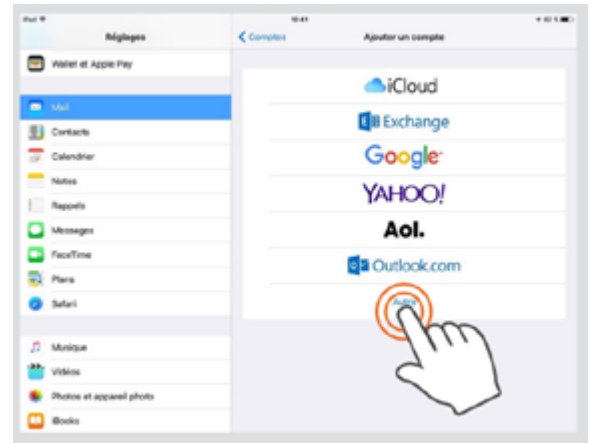 iPad
10:41
Réglages
Comptes
Ajouter un compte
Wallet et Apple Pay
Mail
Contacts
Calendrier
Notes
Rappels
Messages
FaceTime
Plans
Safari
Musique
Vidéos
Photos et appareil photo
iBooks
iCloud
Exchange
Google
YAHOO!
Aol.
Outlook.com
Autre